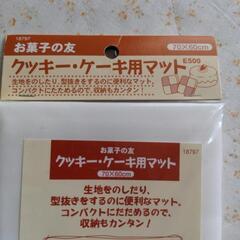 18797
お菓子の友
70×60cm
クッキー・ケーキ用マット
E500
生地をのしたり、
型抜きをするのに便利なマット。
コンパクトにたためるので、
収納もカンタン!
お菓子の友
クッキー・ケーキ用マット
70×60cm
18797
生地をのしたり、
型抜きをするのに便利なマット。
コンパクトにたためるので、
収納もカンタン!